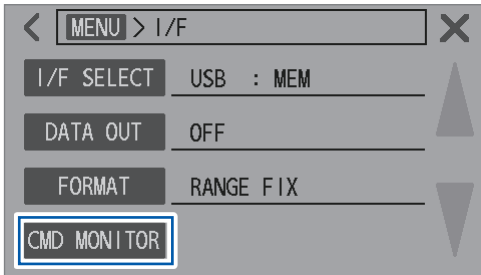 MENU > I/F
I/F SELECT USB : MEM
DATA OUT OFF
FORMAT RANGE FIX
CMD MONITOR